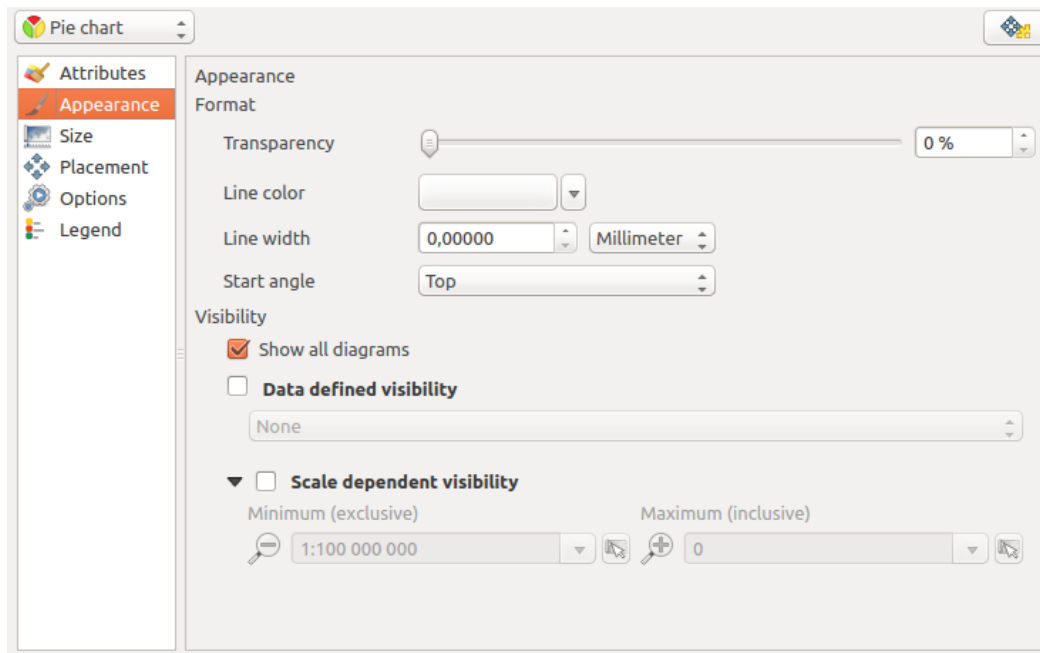 Pie chart
Attributes
Appearance
Size
Placement
Options
Legend
Appearance
Format
Transparency
0 %
Line color
Line width
0,00000
Millimeter
Start angle
Top
Visibility
Show all diagrams
Data defined visibility
None
Scale dependent visibility
Minimum (exclusive)
Maximum (inclusive)
1:100 000 000
0